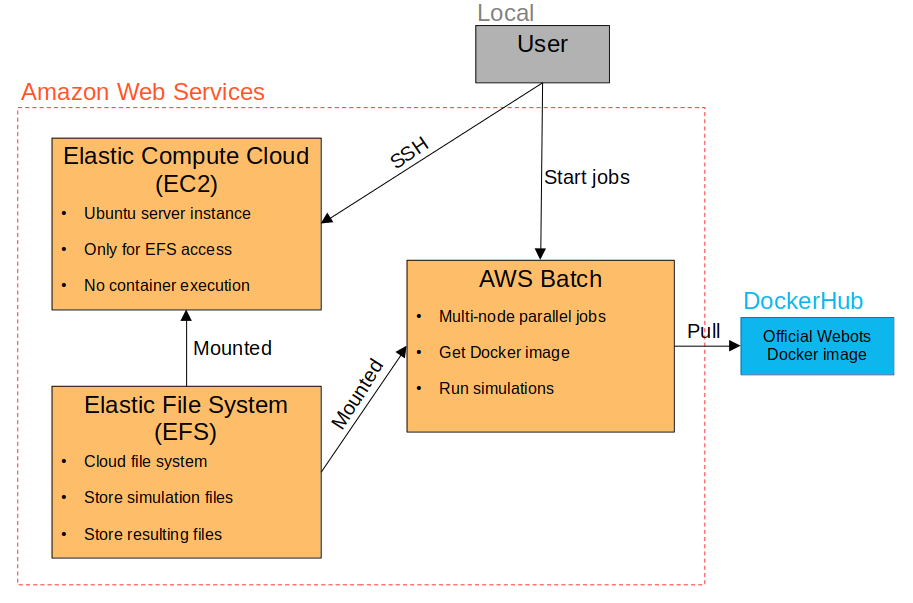 Local
User
Amazon Web Services
Elastic Compute Cloud
(EC2)
• Ubuntu server instance
• Only for EFS access
• No container execution
SSH
Start jobs
AWS Batch
• Multi-node parallel jobs
• Get Docker image
• Run simulations
Pull
DockerHub
Official Webots
Docker image
Mounted
Mounted
Elastic File System
(EFS)
• Cloud file system
• Store simulation files
• Store resulting files